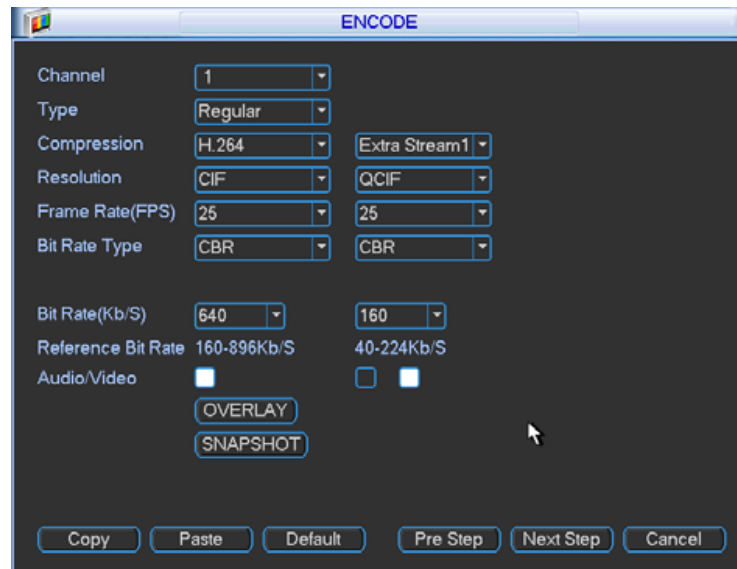 ENCODE
Channel 1
Type Regular
Compression H.264 Extra Stream1
Resolution CIF QCIF
Frame Rate(FPS) 25 25
Bit Rate Type CBR CBR
Bit Rate(Kb/S) 640 160
Reference Bit Rate 160-896Kb/S 40-224Kb/S
Audio/Video
OVERLAY
SNAPSHOT
Copy Paste Default Pre Step Next Step Cancel